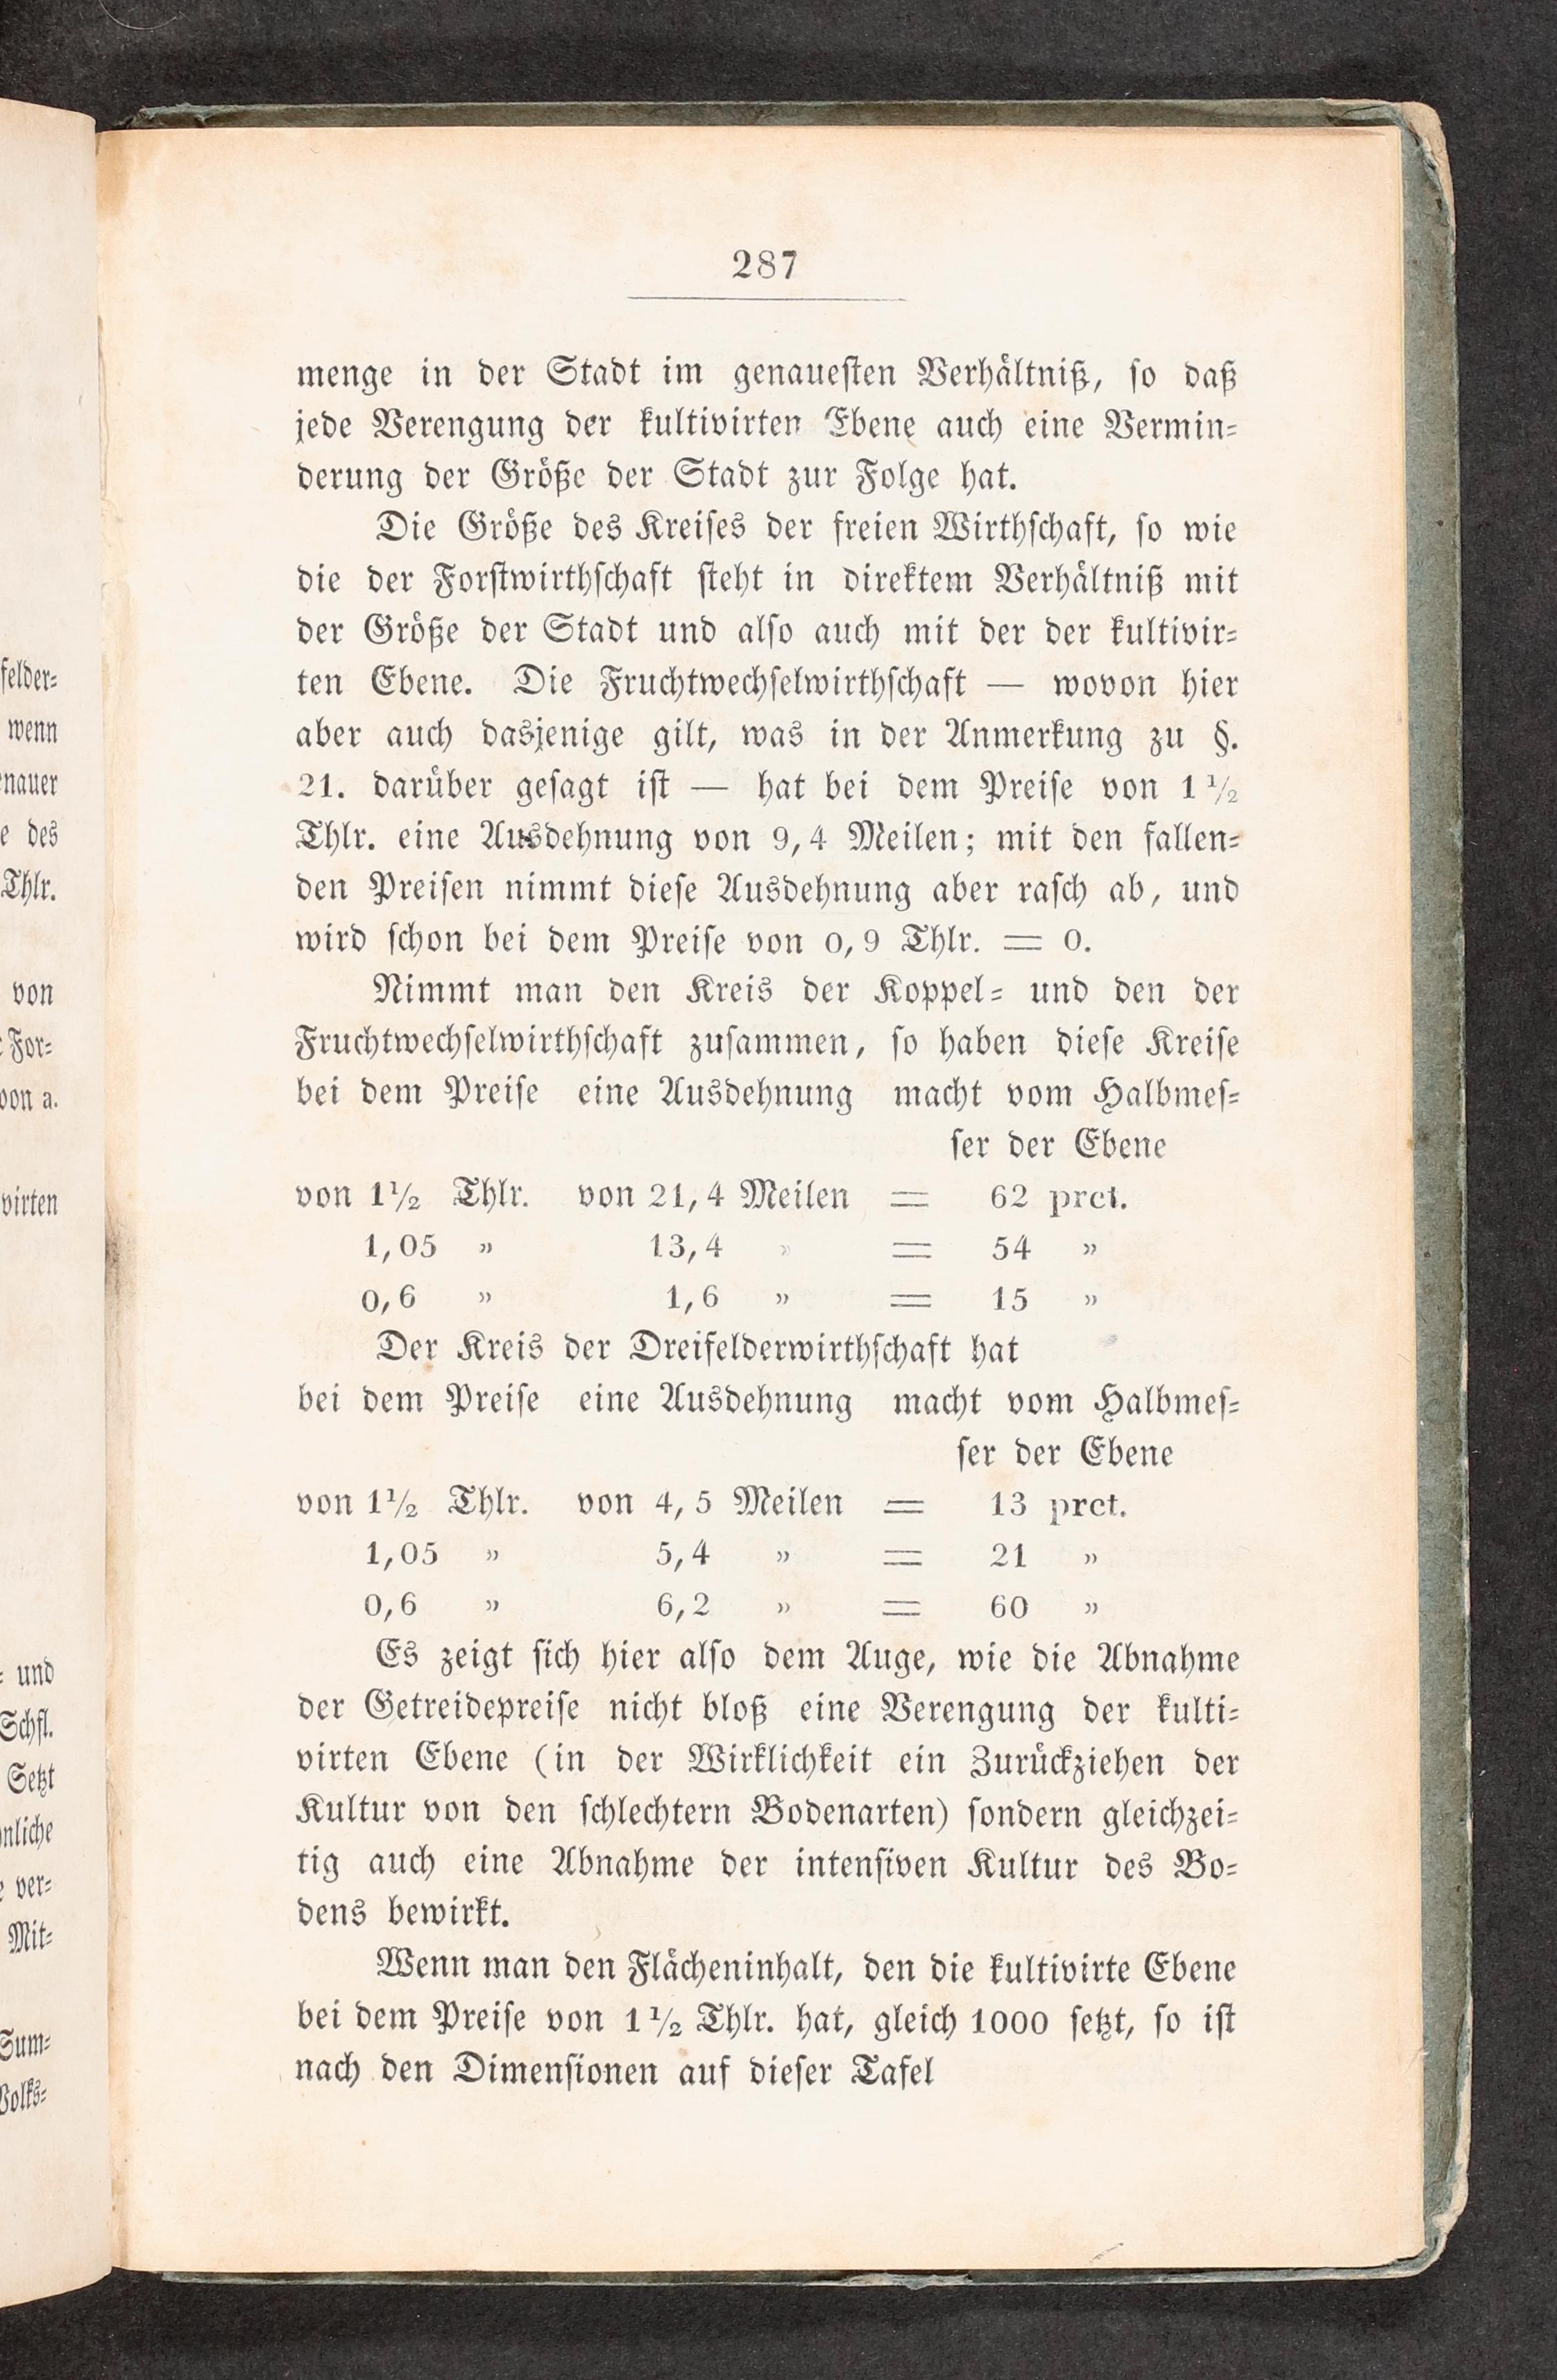 287
menge in der Stadt im genauesten Verhältniß, so daß
jede Verengung der kultivirten Ebene auch eine Vermin-
derung der Größe der Stadt zur Folge hat.
Die Größe des Kreises der freien Wirthschaft, so wie
die der Forstwirthschaft steht in direktem Verhältniß mit
der Größe der Stadt und also auch mit der der kultivir-
ten Ebene. Die Fruchtwechselwirthschaft — wovon hier
aber auch dasjenige gilt, was in der Anmerkung zu §.
21. darüber gesagt ist — hat bei dem Preise von 1½
Thlr. eine Ausdehnung von 9,4 Meilen; mit den fallen-
den Preisen nimmt diese Ausdehnung aber rasch ab, und
wird schon bei dem Preise von 0,9 Thlr. = 0.
Nimmt man den Kreis der Koppel- und den der
Fruchtwechselwirthschaft zusammen, so haben diese Kreise
bei dem Preise eine Ausdehnung macht vom Halbmes-
ser der Ebene
von 1½ Thlr. von 21,4 Meilen = 62 prct.
1,05 » 13,4 » = 54 »
0,6 » 1,6 » = 15 »
Der Kreis der Dreifelderwirthschaft hat
bei dem Preise eine Ausdehnung macht vom Halbmes-
ser der Ebene
von 1½ Thlr. von 4,5 Meilen = 13 prct.
1,05 » 5,4 » = 21 »
0,6 » 6,2 » = 60 »
Es zeigt sich hier also dem Auge, wie die Abnahme
der Getreidepreise nicht bloß eine Verengung der kulti-
virten Ebene (in der Wirklichkeit ein Zurückziehen der
Kultur von den schlechtern Bodenarten) sondern gleichzei-
tig auch eine Abnahme der intensiven Kultur des Bo-
dens bewirkt.
Wenn man den Flächeninhalt, den die kultivirte Ebene
bei dem Preise von 1½ Thlr. hat, gleich 1000 setzt, so ist
nach den Dimensionen auf dieser Tafel